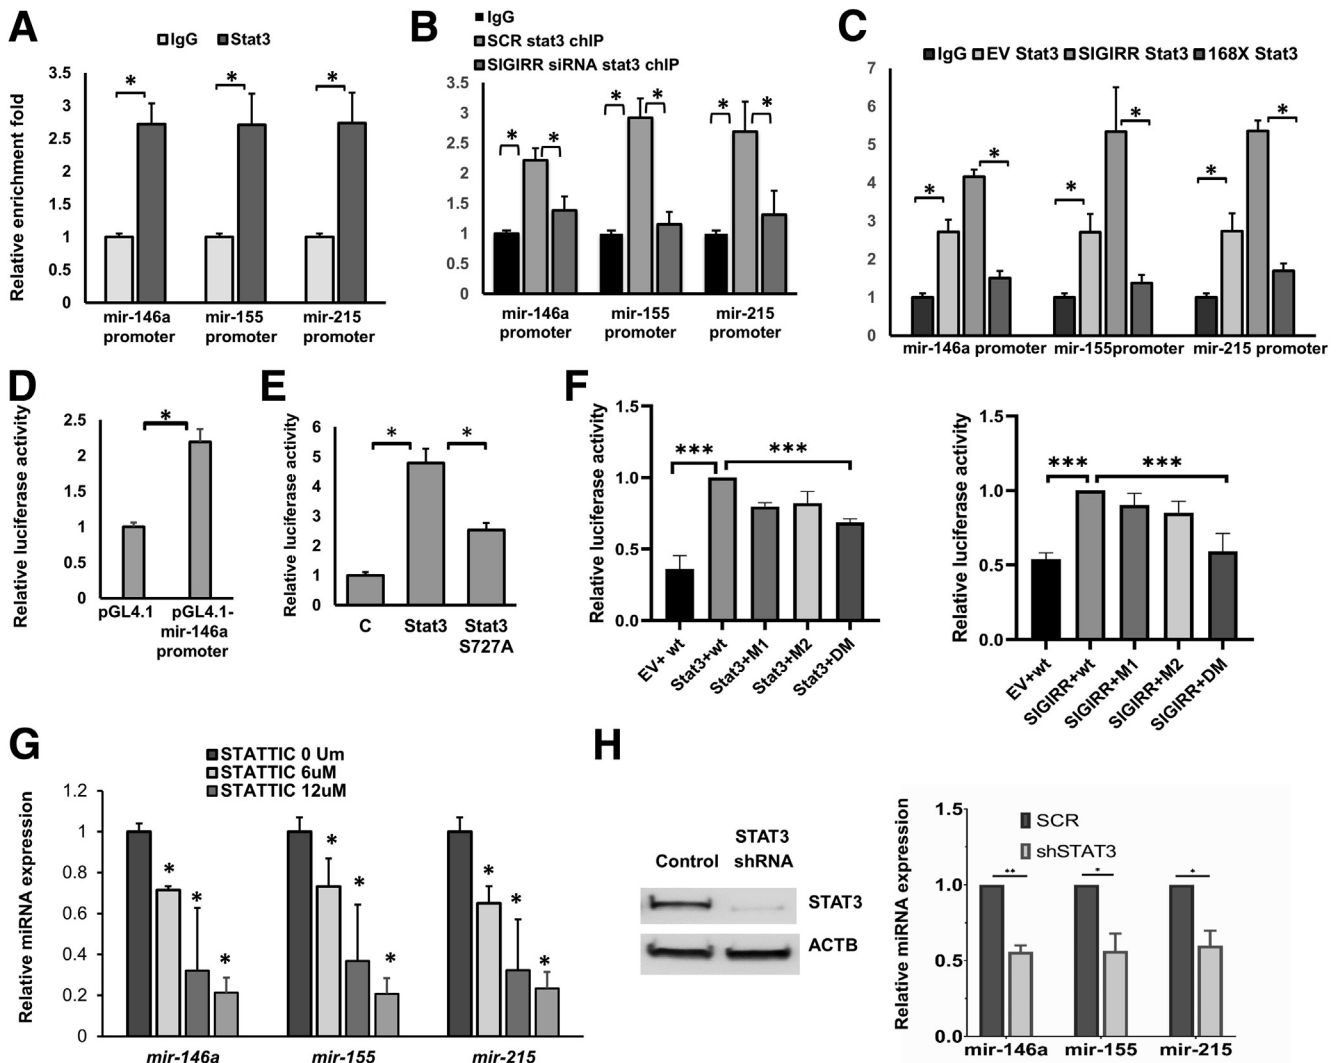 A
IgG Stat3
Relative enrichment fold
3.5
3
2.5
2
1.5
1
0.5
0
* * *
mir-146a promoter
mir-155 promoter
mir-215 promoter
B
IgG
SCR stat3 chIP
SIGIRR siRNA stat3 chIP
3.5
3
2.5
2
1.5
1
0.5
0
* * * * * *
mir-146a promoter
mir-155 promoter
mir-215 promoter
C
IgG EV Stat3 SIGIRR Stat3 168X Stat3
7
6
5
4
3
2
1
0
* * * * * *
mir-146a promoter mir-155promoter mir-215 promoter
D
Relative luciferase activity
2.5
2
1.5
1
0.5
0
*
pGL4.1
pGL4.1-
mir-146a
promoter
E
Relative luciferase activity
6
5
4
3
2
1
0
* *
C Stat3 Stat3
S727A
F
Relative luciferase activity
1.5
1.0
0.5
0.0
*** ***
EV+ wt
Stat3+wt
Stat3+M1
Stat3+M2
Stat3+DM
Relative luciferase activity
1.5
1.0
0.5
0.0
*** ***
EV+wt
SIGIRR+wt
SIGIRR+M1
SIGIRR+M2
SIGIRR+DM
G
STATTIC 0 Um
STATTIC 6uM
STATTIC 12uM
Relative miRNA expression
1.2
1
0.8
0.6
0.4
0.2
0
* * * * * * * * *
mir-146a mir-155 mir-215
H
Control
STAT3
shRNA
STAT3
ACTB
Relative miRNA expression
1.5
1.0
0.5
0.0
SCR
shSTAT3
** * *
mir-146a mir-155 mir-215